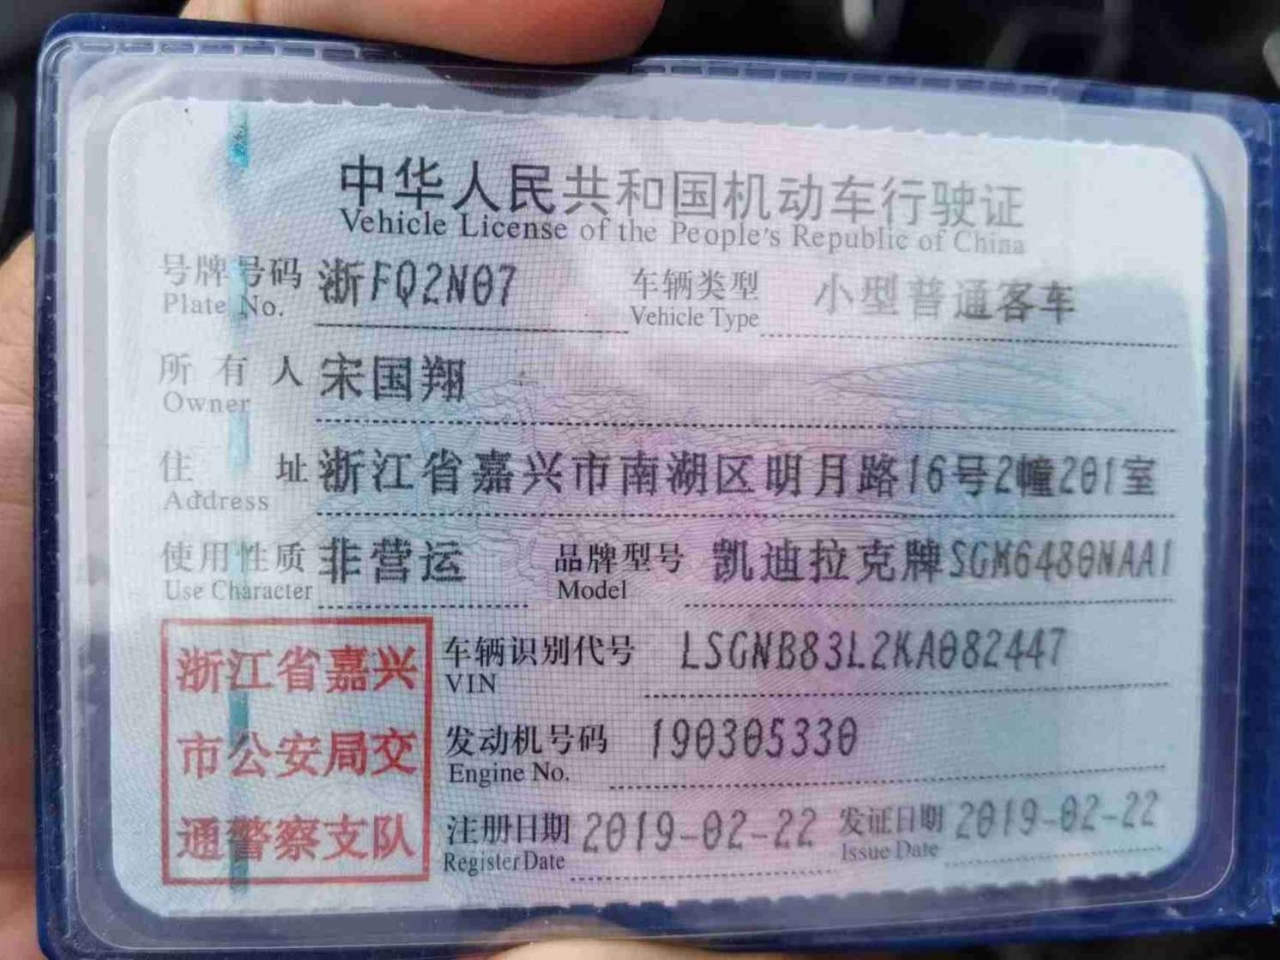 中华人民共和国机动车行驶证
Vehicle License of the People's Republic of China
号牌号码 浙FQ2N07 车辆类型 小型普通客车
Plate No. Vehicle Type
所有人 宋国翔
Owner
住址 浙江省嘉兴市南湖区明月路16号2幢201室
Address
使用性质 非营运 品牌型号 凯迪拉克牌SGM6480NAA1
Use Character Model
浙江省嘉兴
市公安局交
通警察支队
车辆识别代号 LSGNB83L2KA082447
VIN
发动机号码 190305330
Engine No.
注册日期 2019-02-22 发证日期 2019-02-22
Register Date Issue Date